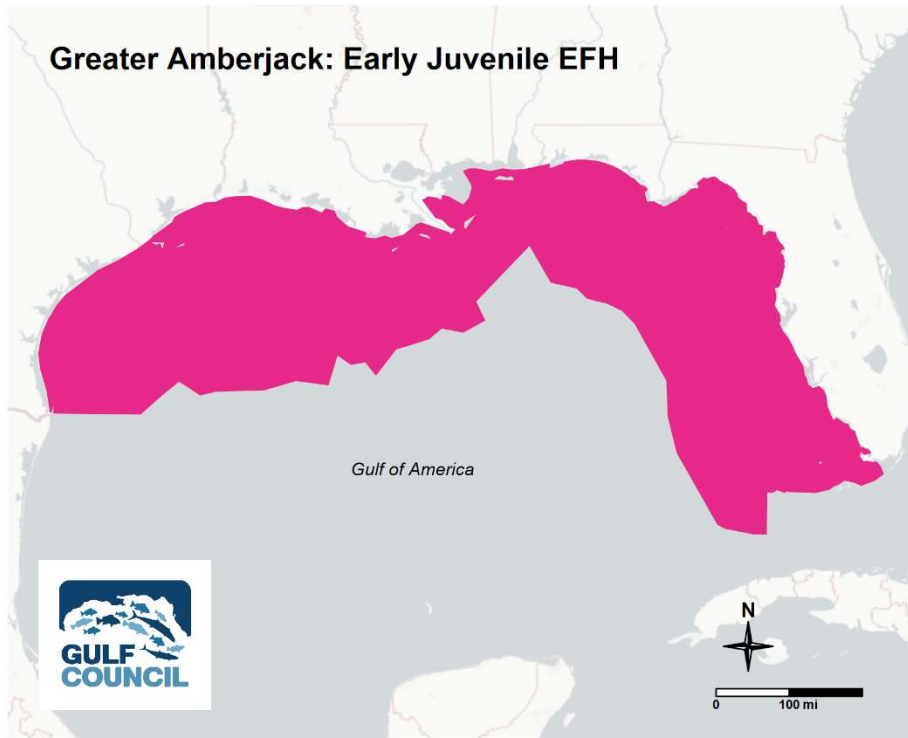 Greater Amberjack: Early Juvenile EFH
Gulf of America
GULF
COUNCIL
N
0 100 mi